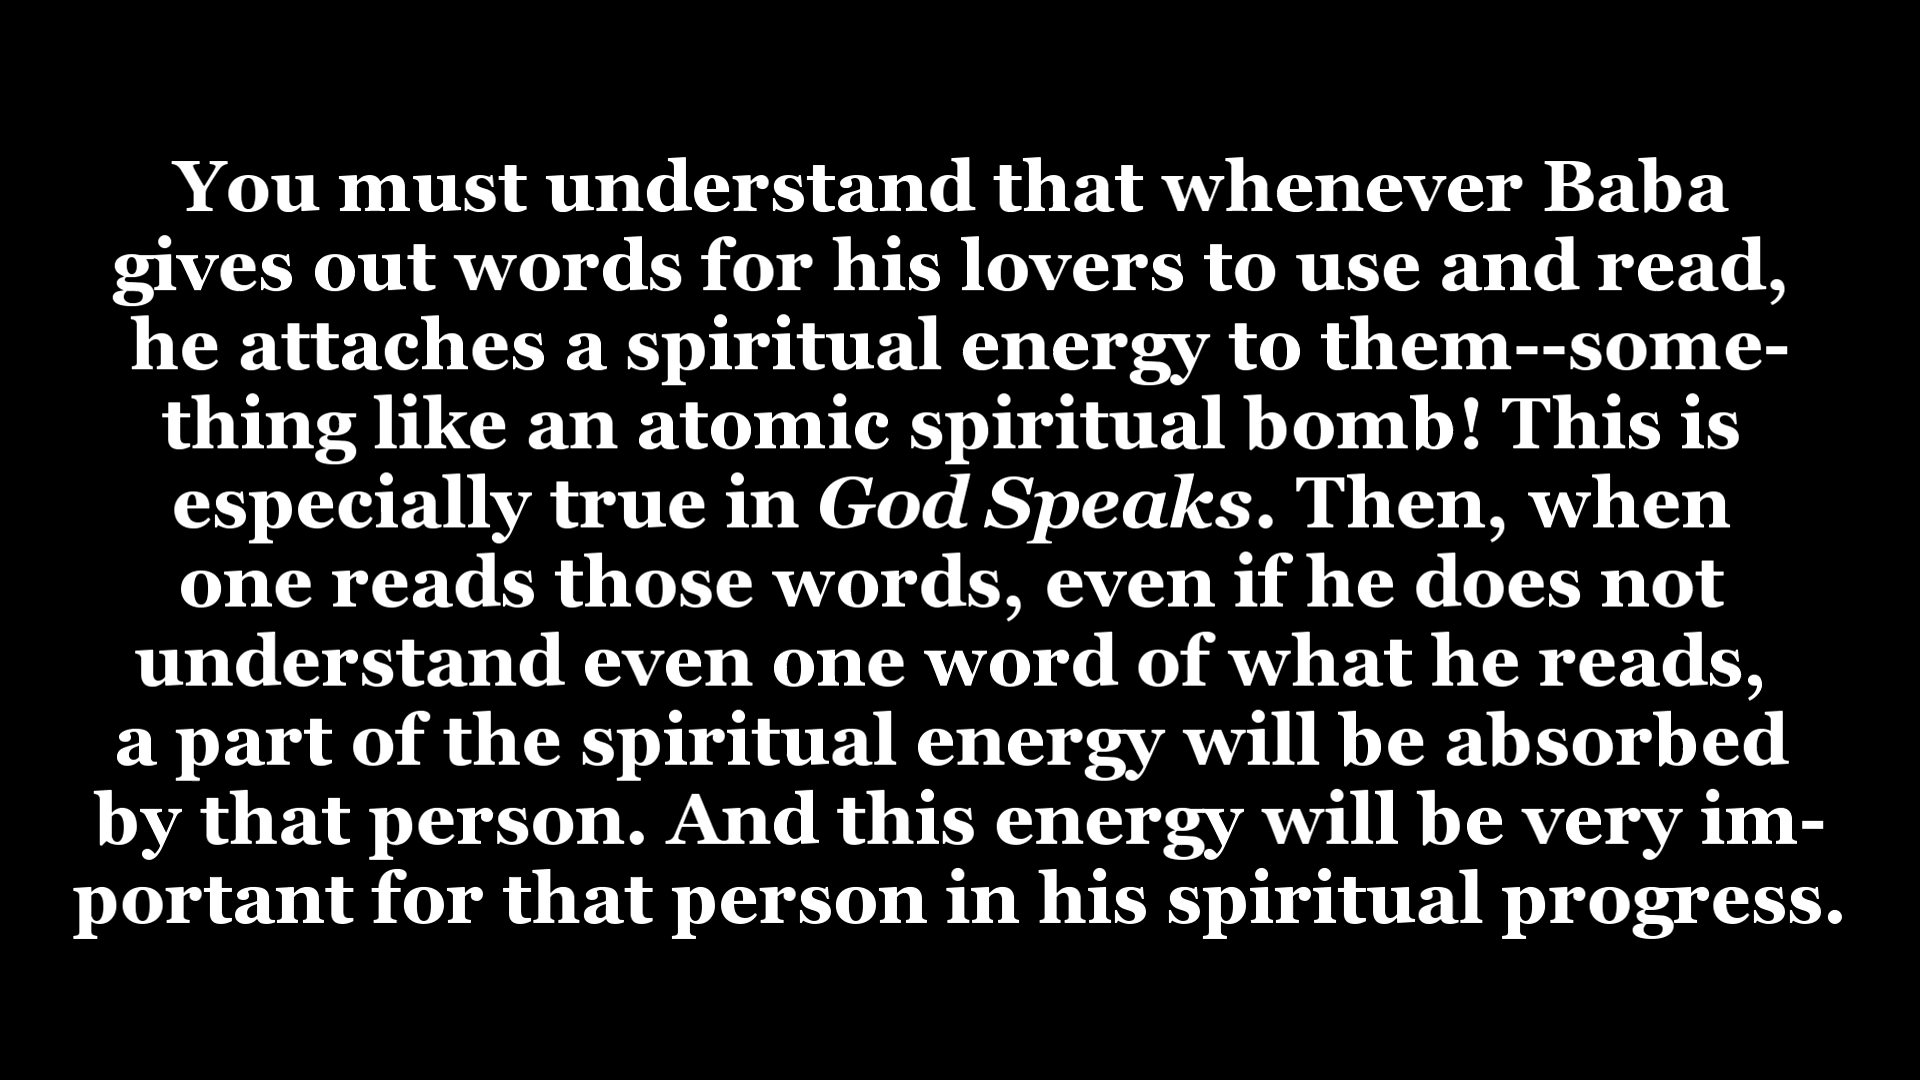 You must understand that whenever Baba
gives out words for his lovers to use and read,
he attaches a spiritual energy to them--some-
thing like an atomic spiritual bomb! This is
especially true in God Speaks. Then, when
one reads those words, even if he does not
understand even one word of what he reads,
a part of the spiritual energy will be absorbed
by that person. And this energy will be very im-
portant for that person in his spiritual progress.